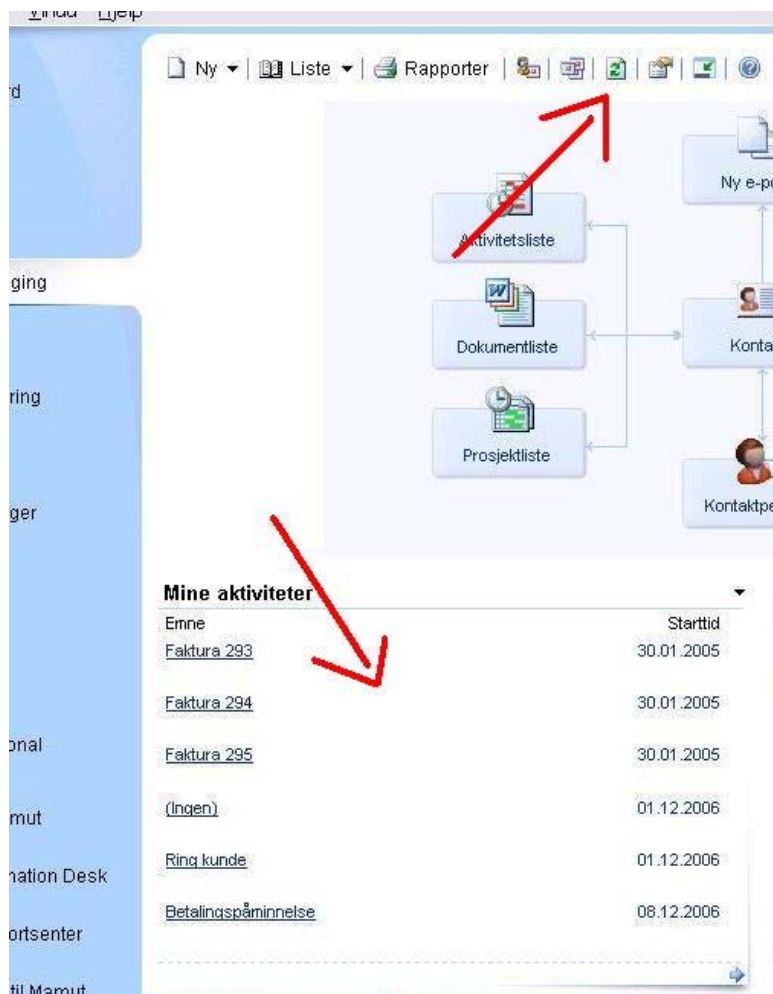 Vindu Hjelp
Ny Liste Rapporter
rd
Ny e-po
Aktivitetsliste
ging
Dokumentliste
Konta
ring
Prosjektliste
Kontaktpe
ger
Mine aktiviteter
Emne Starttid
Faktura 293 30.01.2005
Faktura 294 30.01.2005
Faktura 295 30.01.2005
onal
(Ingen) 01.12.2006
mut
Ring kunde 01.12.2006
nation Desk
Betalingspåminnelse 08.12.2006
ortsenter
til Mamut